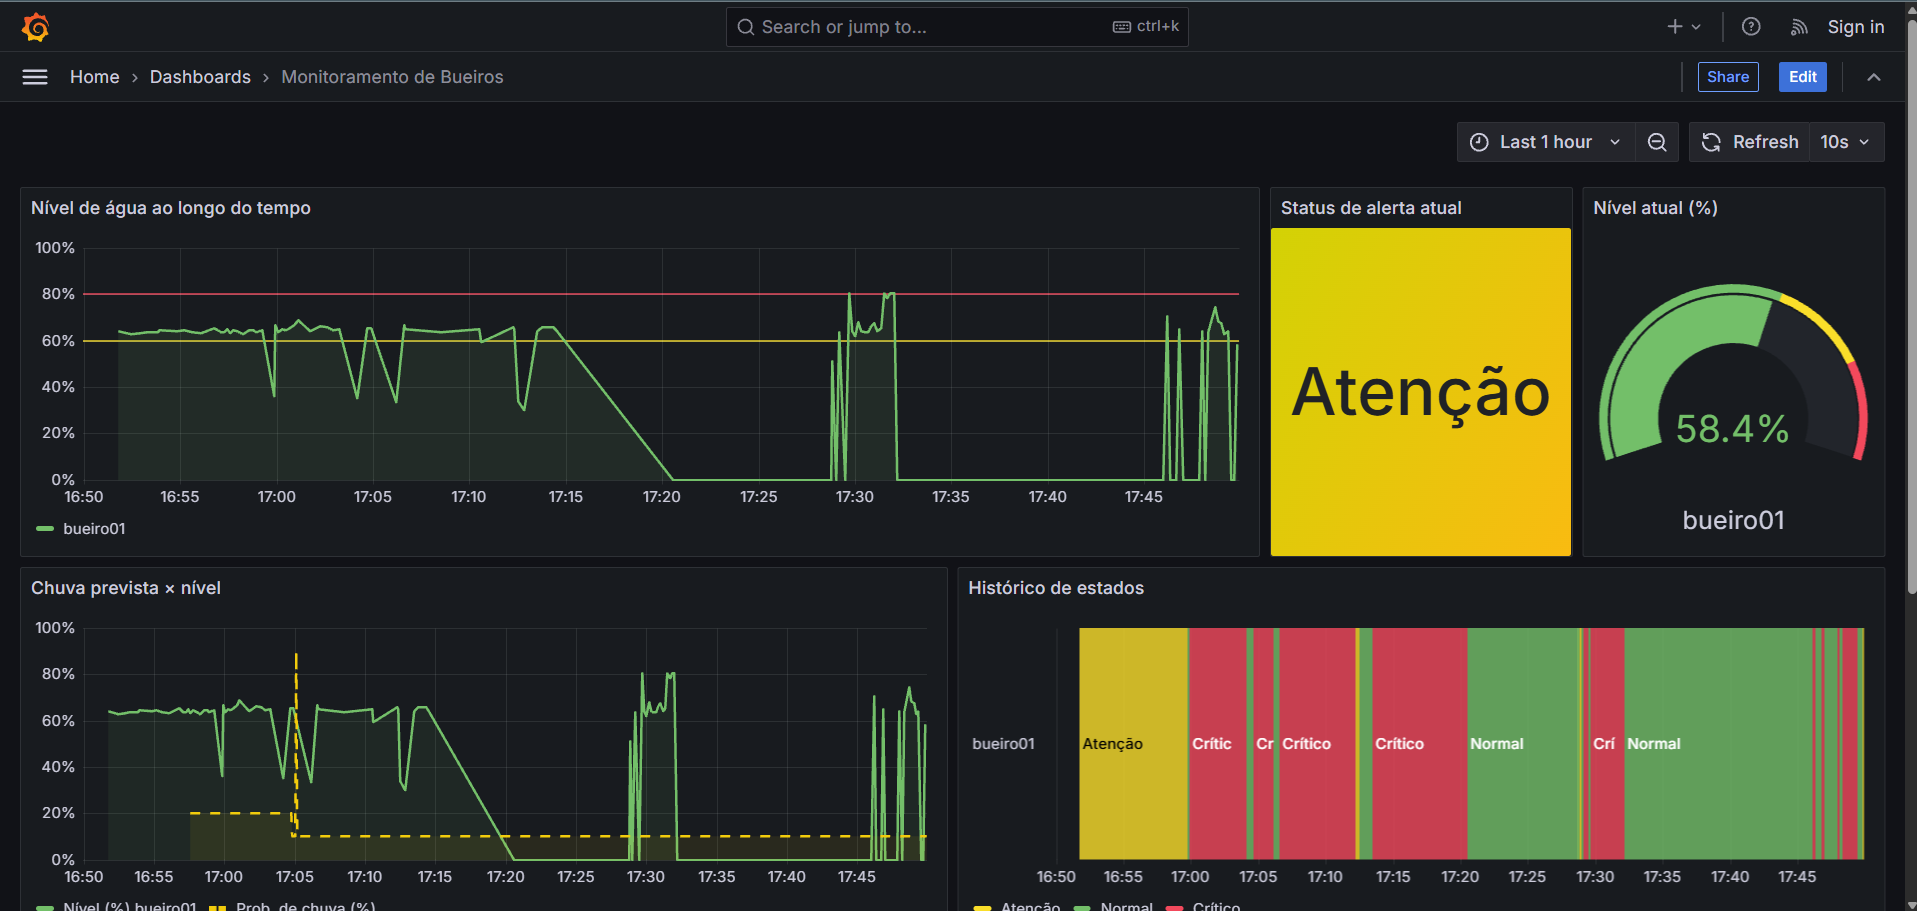 Search or jump to...
ctrl+k
Sign in
Home › Dashboards › Monitoramento de Bueiros
Share
Edit
Last 1 hour
Refresh
10s
Nível de água ao longo do tempo
100%
80%
60%
40%
20%
0%
16:50 16:55 17:00 17:05 17:10 17:15 17:20 17:25 17:30 17:35 17:40 17:45
bueiro01
Status de alerta atual
Atenção
Nível atual (%)
58.4%
bueiro01
Chuva prevista × nível
100%
80%
60%
40%
20%
0%
16:50 16:55 17:00 17:05 17:10 17:15 17:20 17:25 17:30 17:35 17:40 17:45
Nível (%) bueiro01 Prob. de chuva (%)
Histórico de estados
bueiro01
Atenção Crític Cr Crítico Crítico Normal Crí Normal
16:50 16:55 17:00 17:05 17:10 17:15 17:20 17:25 17:30 17:35 17:40 17:45
Atenção Normal Crítico